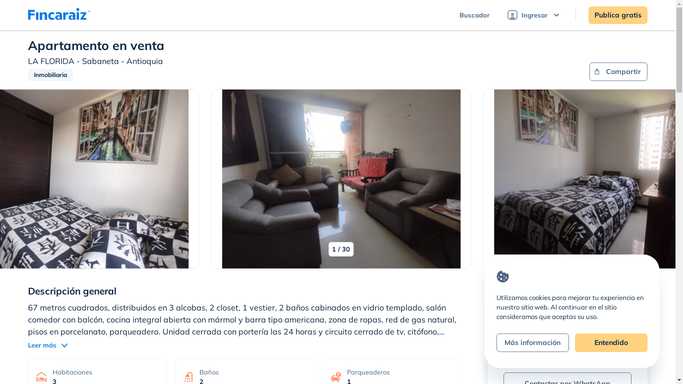 Fincaraiz
Buscador
Ingresar
Publica gratis
Apartamento en venta
LA FLORIDA - Sabaneta - Antioquia
Inmobiliaria
Compartir
1 / 30
Descripción general
67 metros cuadrados, distribuidos en 3 alcobas, 2 closet, 1 vestier, 2 baños cabinados en vidrio templado, salón
comedor con balcón, cocina integral abierta con mármol y barra tipo americana, zona de ropas, red de gas natural,
pisos en porcelanato, parqueadero. Unidad cerrada con portería las 24 horas y circuito cerrado de tv, citófono,...
Leer más
Habitaciones
3
Baños
2
Parqueaderos
1
Utilizamos cookies para mejorar tu experiencia en
nuestro sitio web. Al continuar en el sitio
consideramos que aceptas su uso.
Más información
Entendido
Contactar por WhatsApp